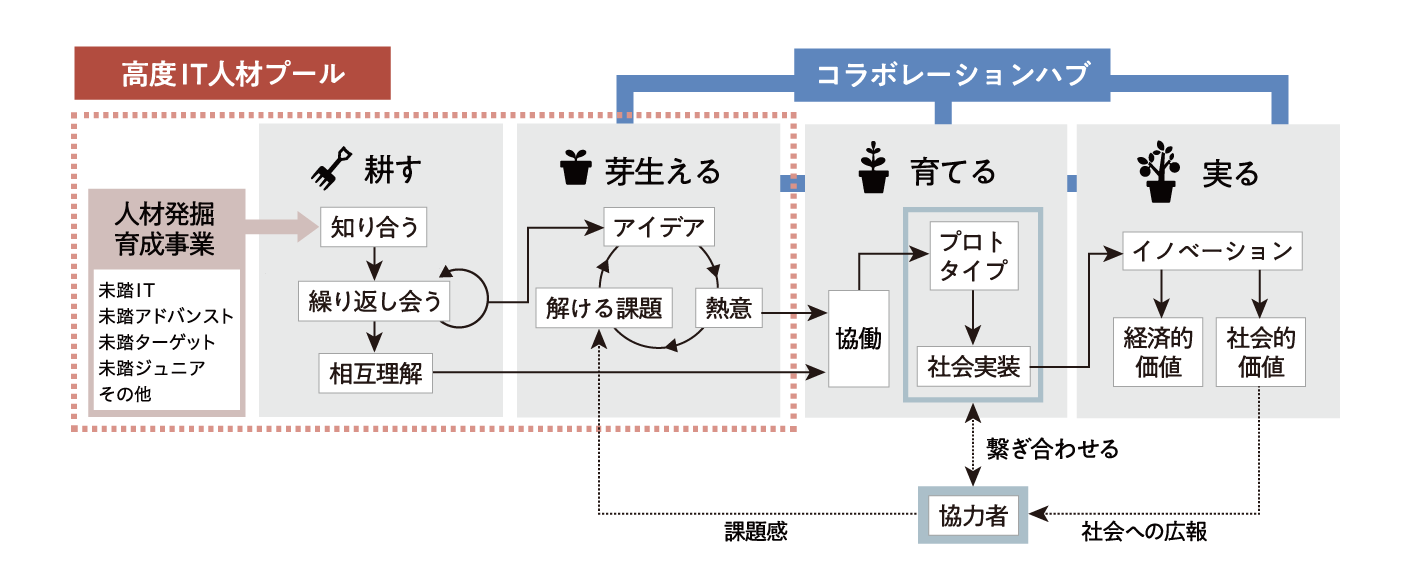 高度IT人材プール
コラボレーションハブ
人材発掘
育成事業
未踏IT
未踏アドバンスト
未踏ターゲット
未踏ジュニア
その他
耕す
知り合う
繰り返し会う
相互理解
芽生える
アイデア
解ける課題
熱意
育てる
協働
プロト
タイプ
社会実装
実る
イノベーション
経済的
価値
社会的
価値
繋ぎ合わせる
協力者
課題感
社会への広報